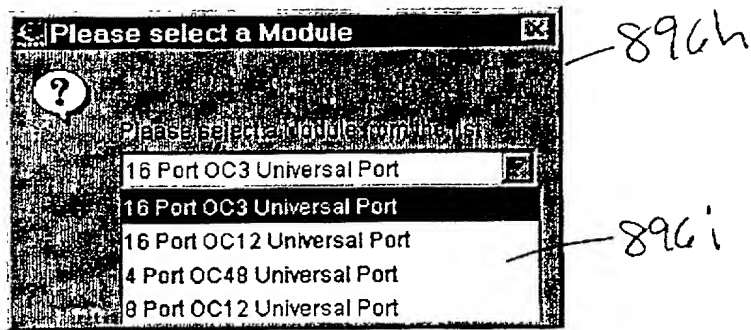 Please select a Module
896h
?
Please select a Module from the list:
16 Port OC3 Universal Port
16 Port OC3 Universal Port
16 Port OC12 Universal Port
896i
4 Port OC48 Universal Port
8 Port OC12 Universal Port